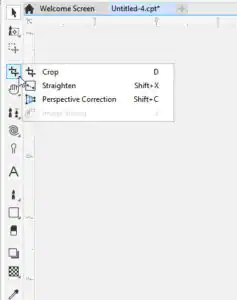 Welcome Screen Untitled-4.cpt*
Crop D
Straighten Shift+X
Perspective Correction Shift+C
A